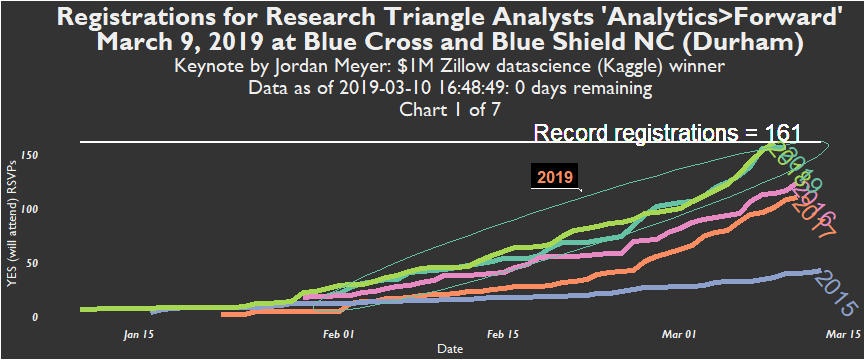 Registrations for Research Triangle Analysts 'Analytics>Forward'
March 9, 2019 at Blue Cross and Blue Shield NC (Durham)
Keynote by Jordan Meyer: $1M Zillow datascience (Kaggle) winner
Data as of 2019-03-10 16:48:49: 0 days remaining
Chart 1 of 7
Record registrations = 161
2019
2018
2019
2016
2017
2015
YES (will attend) RSVPs
150
100
50
0
Jan 15
Feb 01
Feb 15
Mar 01
Mar 15
Date